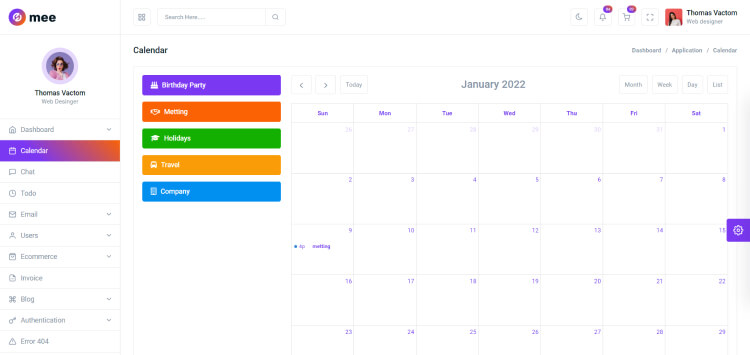 mee
Search Here.....
Thomas Vactom
Web designer
Thomas Vactom
Web Desinger
Dashboard
Calendar
Chat
Todo
Email
Users
Ecommerce
Invoice
Blog
Authentication
Error 404
Calendar
Dashboard / Application / Calendar
Birthday Party
Metting
Holidays
Travel
Company
Today
January 2022
Month Week Day List
Sun Mon Tue Wed Thu Fri Sat
26 27 28 29 30 31 1
2 3 4 5 6 7 8
9 10 11 12 13 14 15
4p metting
16 17 18 19 20 21 22
23 24 25 26 27 28 29